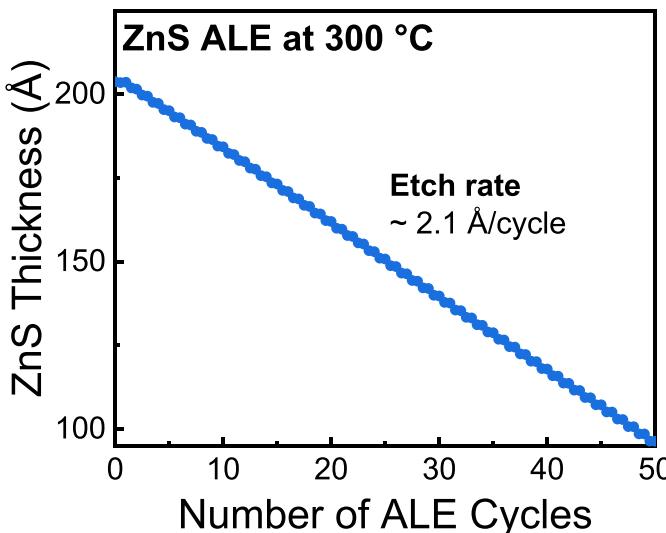 ZnS ALE at 300 °C
ZnS Thickness (Å)
200
150
100
Etch rate
~ 2.1 Å/cycle
0 10 20 30 40 50
Number of ALE Cycles